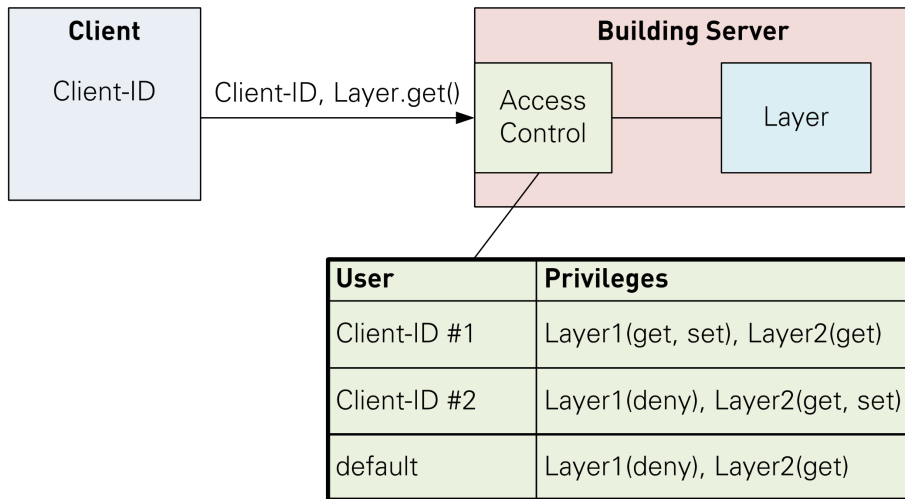 Client
Client-ID
Client-ID, Layer.get()
Building Server
Access
Control
Layer
User Privileges
Client-ID #1 Layer1(get, set), Layer2(get)
Client-ID #2 Layer1(deny), Layer2(get, set)
default Layer1(deny), Layer2(get)